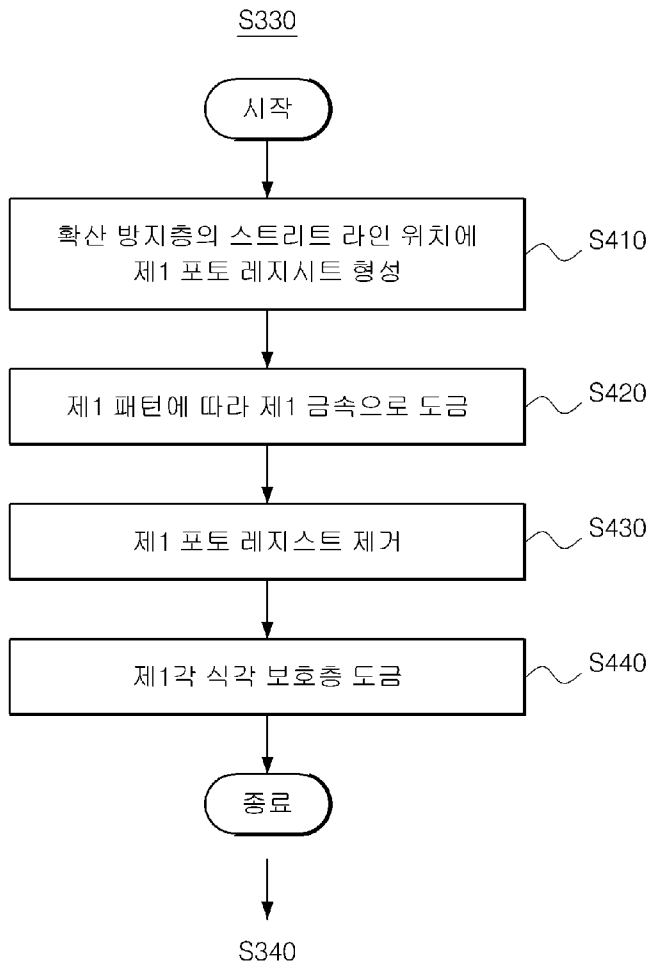 S330
시작
확산 방지층의 스트리트 라인 위치에
제1 포토 레지시트 형성
S410
제1 패턴에 따라 제1 금속으로 도금
S420
제1 포토 레지스트 제거
S430
제1각 식각 보호층 도금
S440
종료
S340